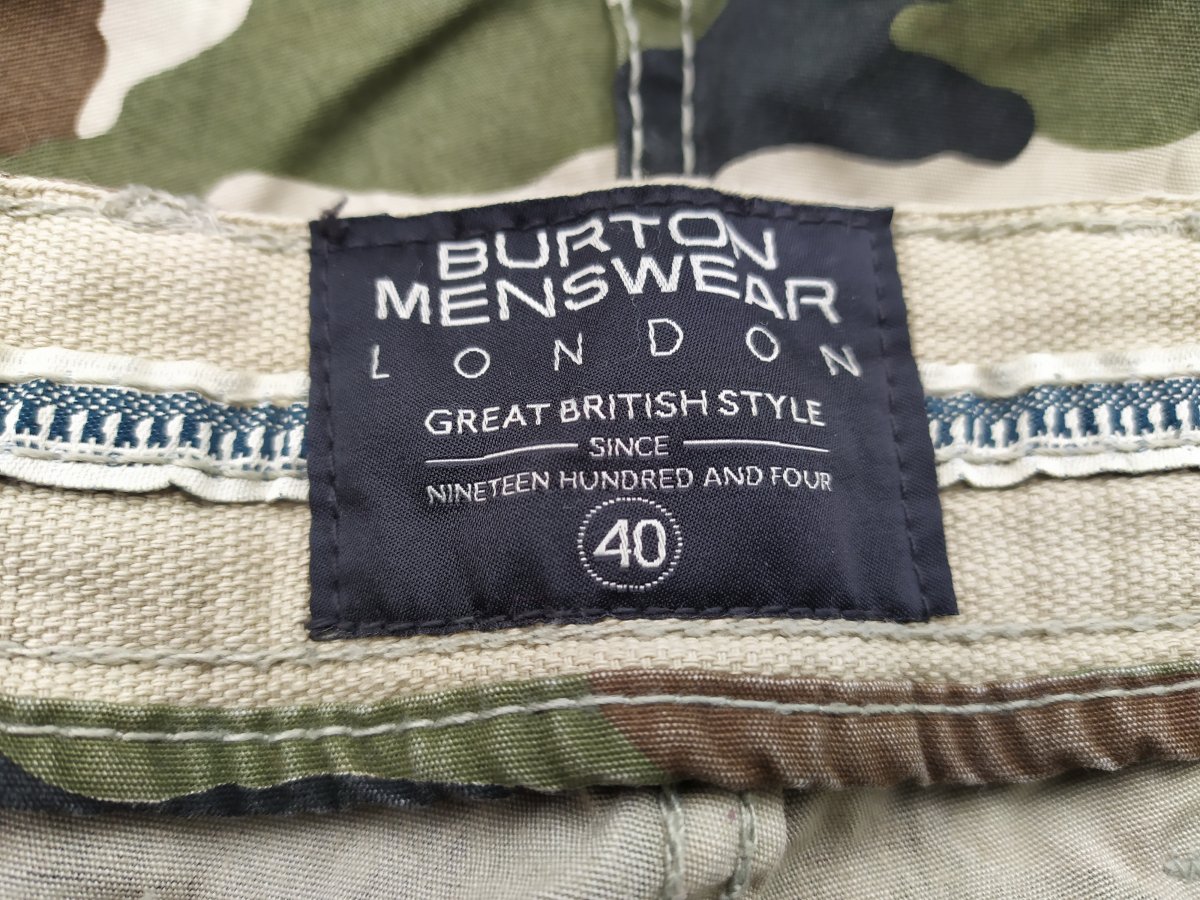 BURTON
MENSWEAR
LONDON
GREAT BRITISH STYLE
SINCE
NINETEEN HUNDRED AND FOUR
40